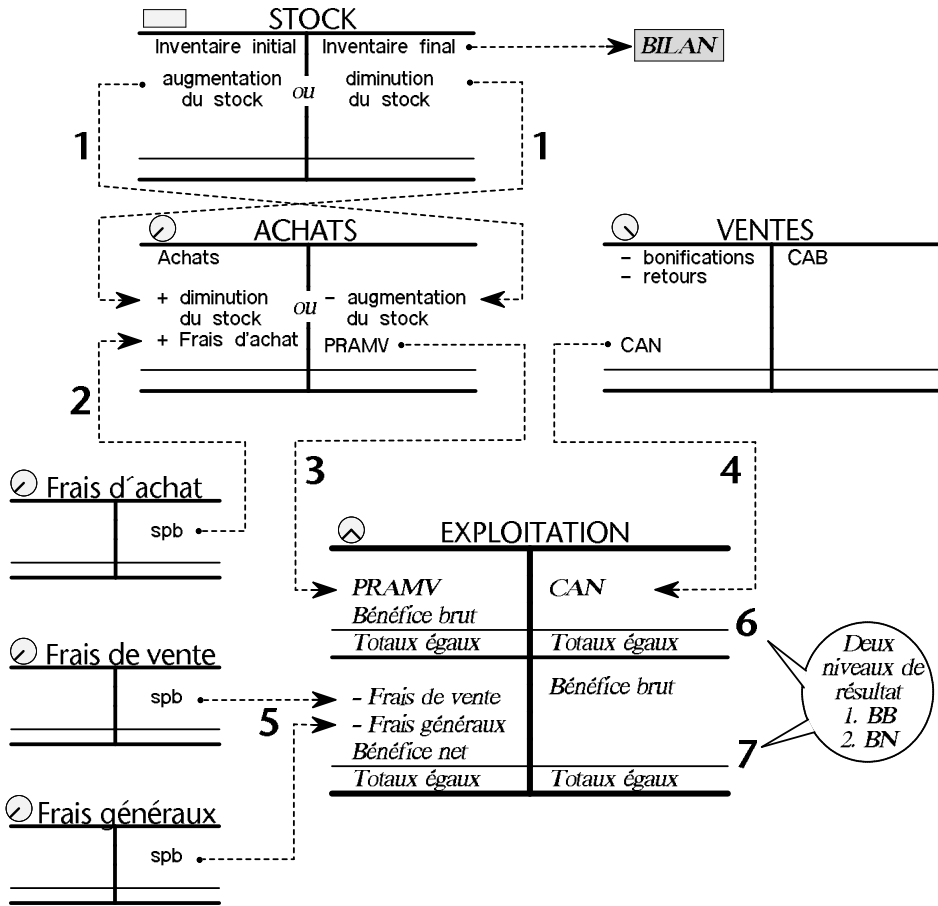 STOCK
Inventaire initial
Inventaire final
BILAN
augmentation
du stock
ou
diminution
du stock
1
1
ACHATS
Achats
+ diminution
du stock
ou
- augmentation
du stock
+ Frais d'achat
PRAMV
VENTES
- bonifications
- retours
CAB
CAN
2
3
4
Frais d´achat
spb
EXPLOITATION
PRAMV
CAN
Bénéfice brut
Totaux égaux
Totaux égaux
6
Frais de vente
spb
5
- Frais de vente
- Frais généraux
Bénéfice net
Bénéfice brut
Totaux égaux
Totaux égaux
7
Deux
niveaux de
résultat
1. BB
2. BN
Frais généraux
spb